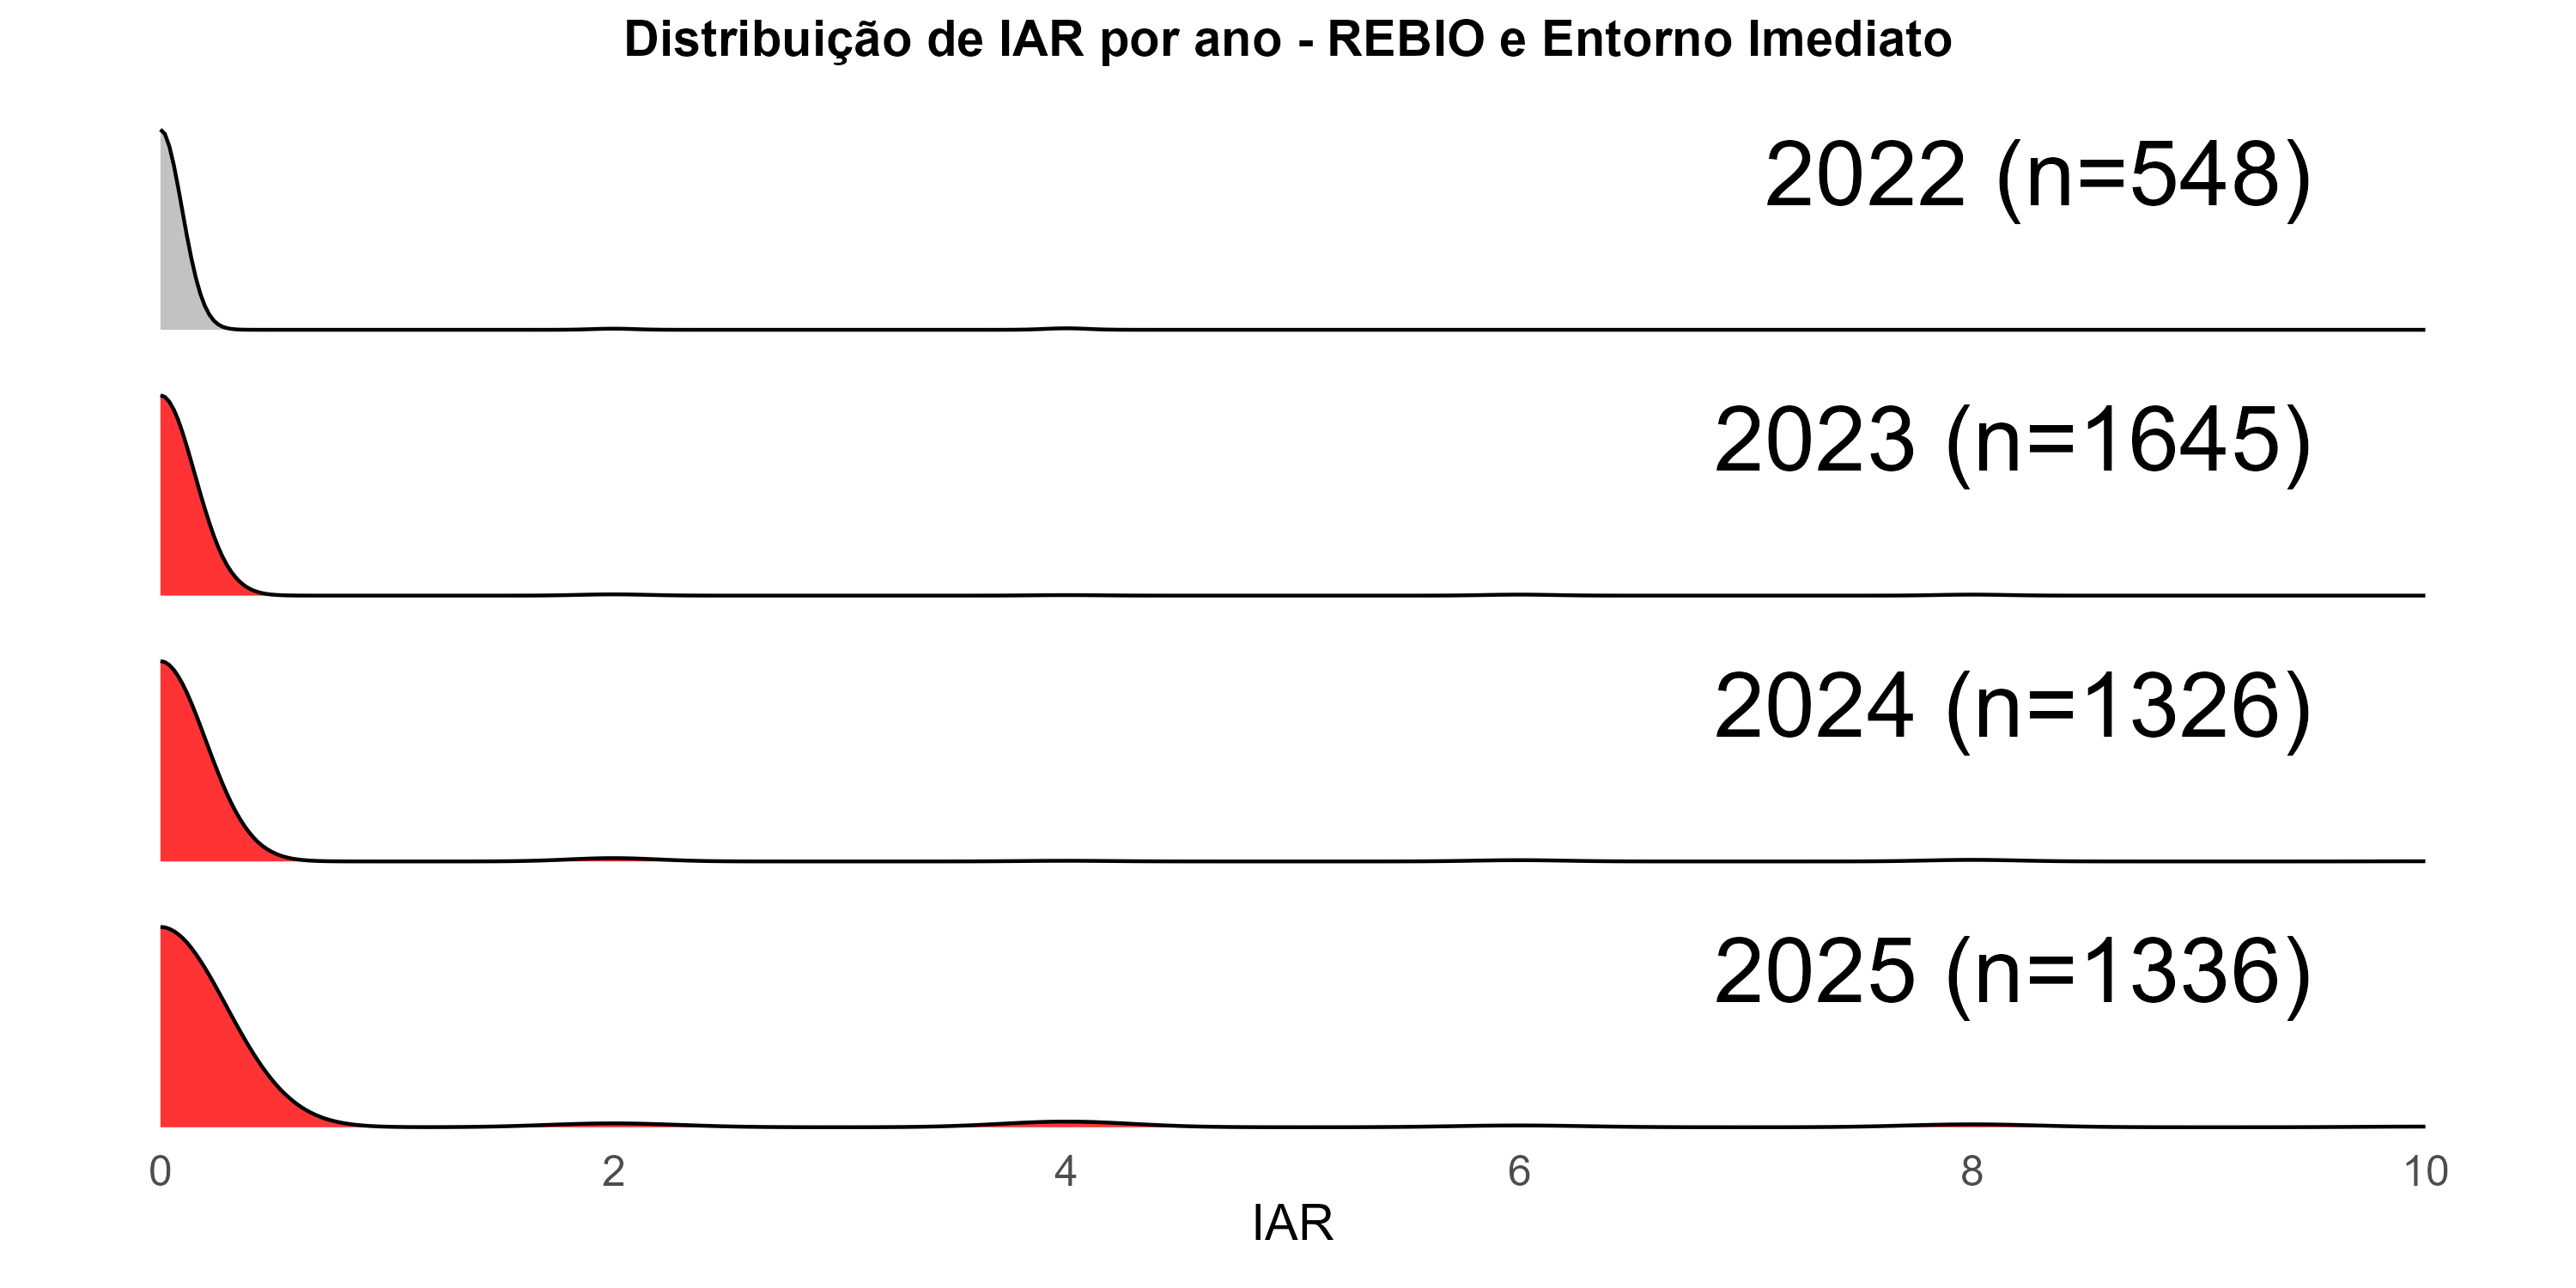 Distribuição de IAR por ano - REBIO e Entorno Imediato
2022 (n=548)
2023 (n=1645)
2024 (n=1326)
2025 (n=1336)
0 2 4 6 8 10
IAR